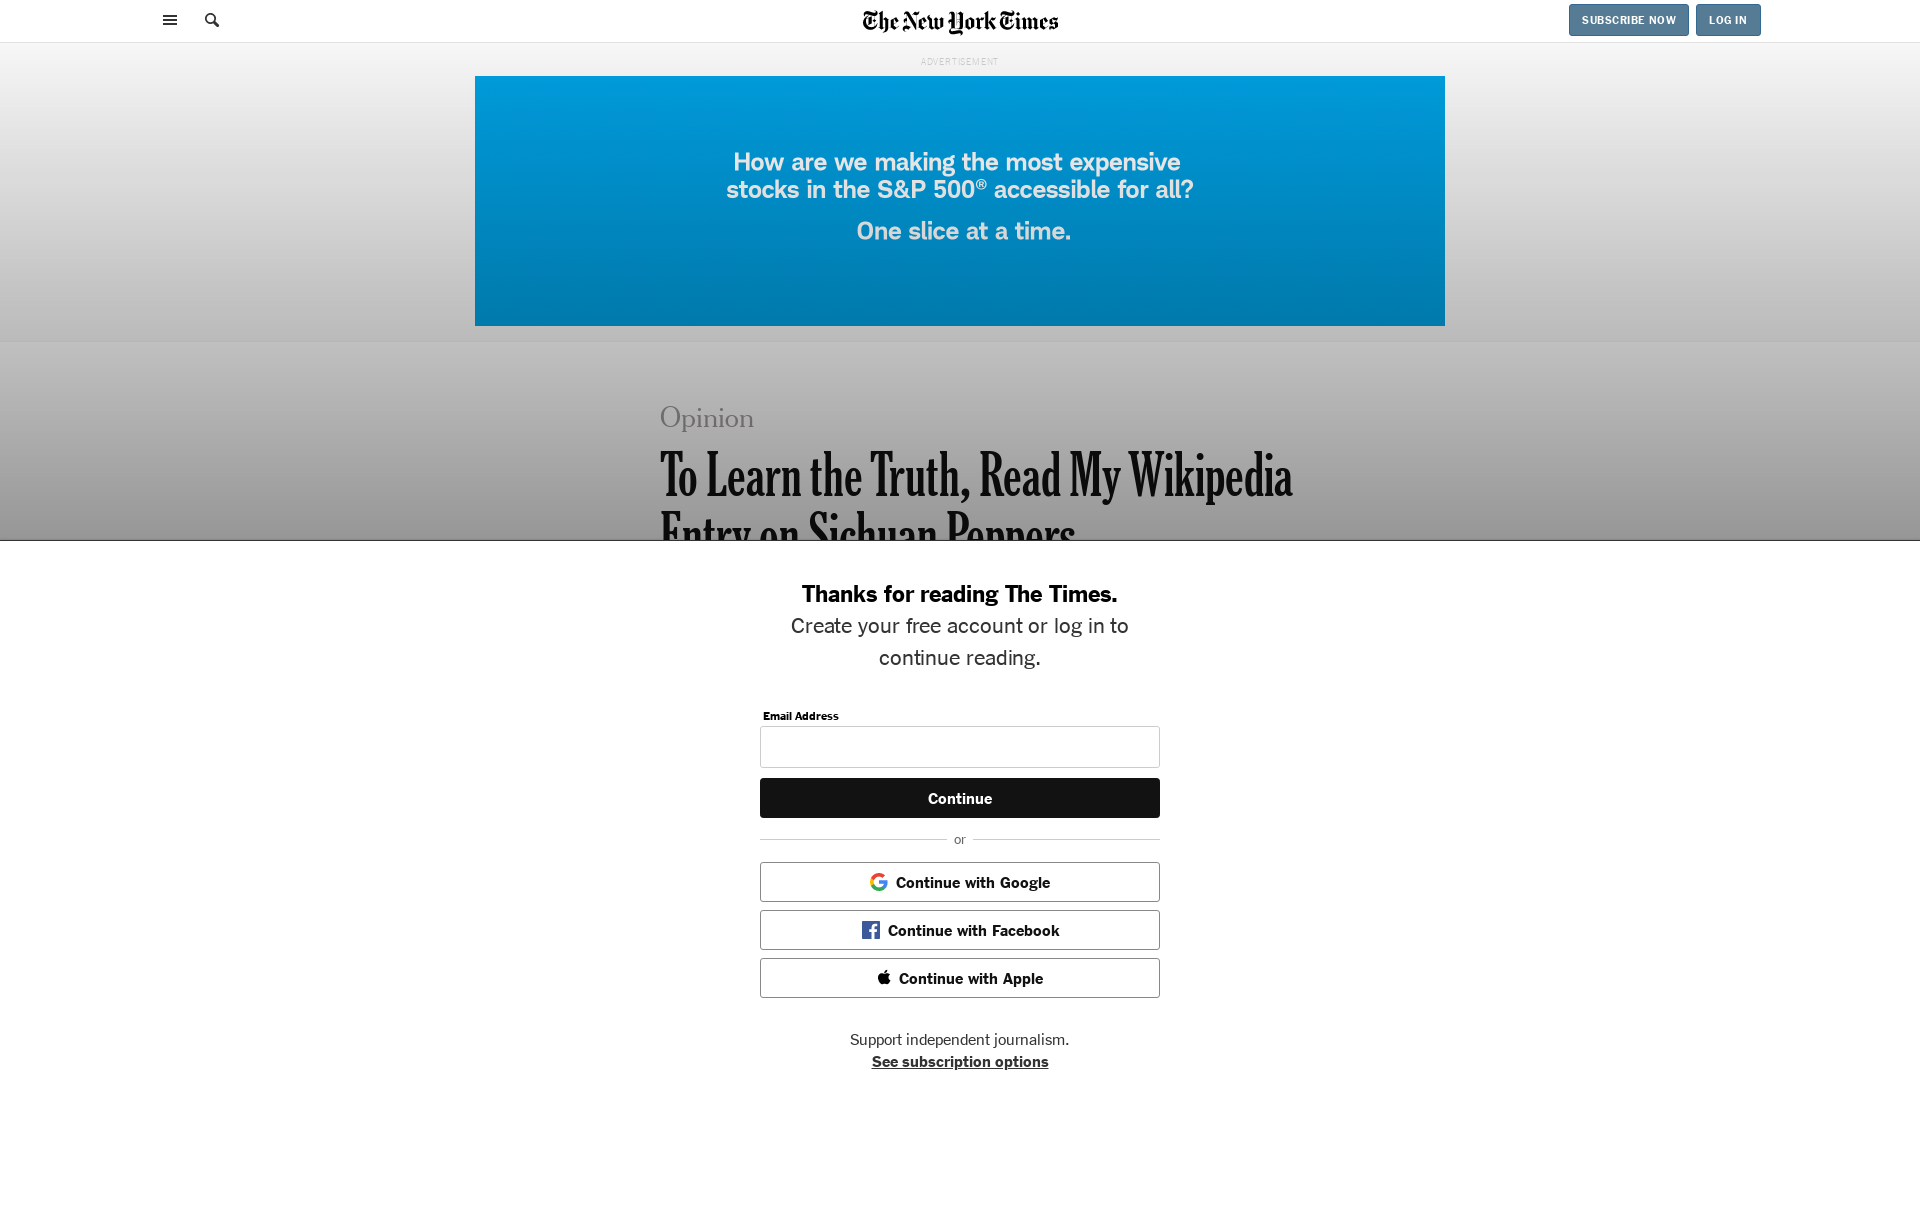 The New York Times
SUBSCRIBE NOW
LOG IN
ADVERTISEMENT
How are we making the most expensive
stocks in the S&P 500® accessible for all?
One slice at a time.
Opinion
To Learn the Truth, Read My Wikipedia
Entry on Sichuan Peppers
Thanks for reading The Times.
Create your free account or log in to
continue reading.
Email Address
Continue
or
Continue with Google
Continue with Facebook
Continue with Apple
Support independent journalism.
See subscription options